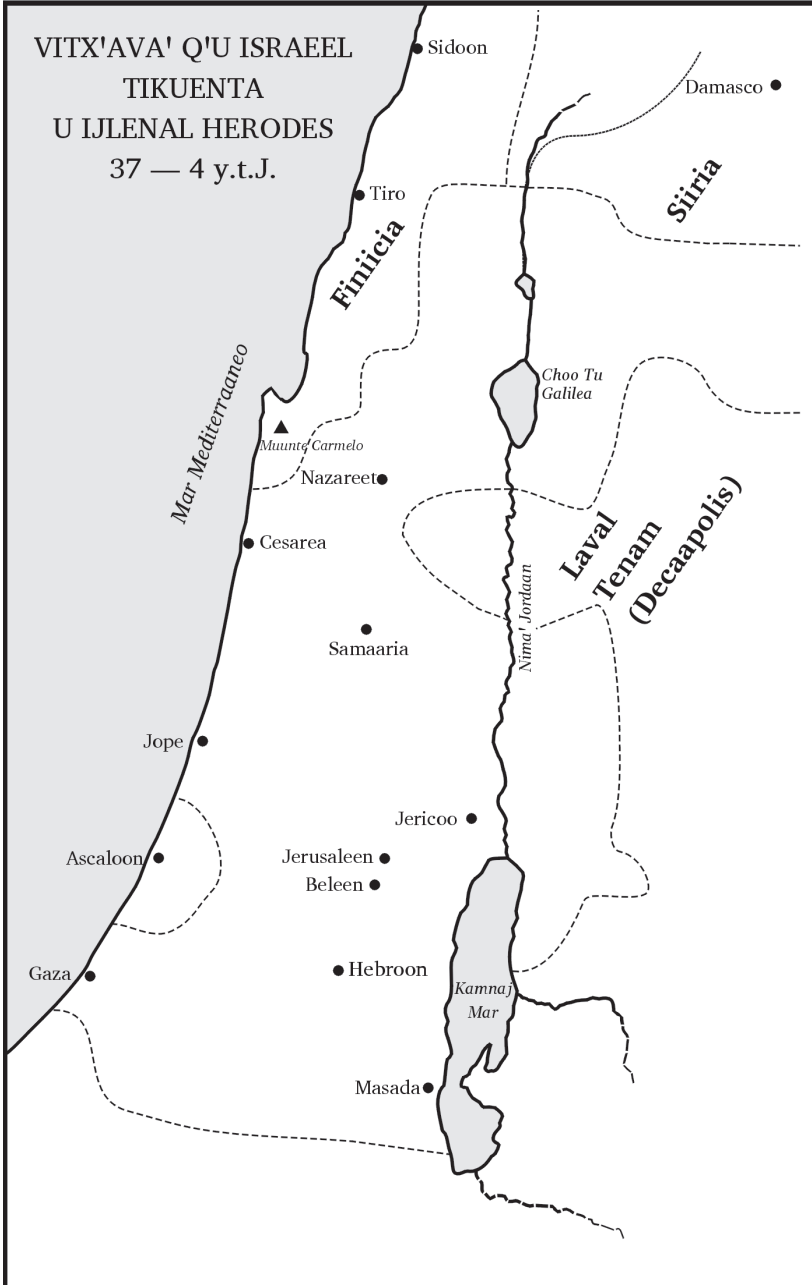 VITX'AVA' Q'U ISRAEEL
TIKUENTA
U IJLENAL HERODES
37 — 4 y.t.J.
Sidoon
Damasco
Tiro
Siiria
Finiicia
Mar Mediterraaneo
Choo Tu
Galilea
Muunte Carmelo
Nazareet
Laval
Tenam
(Decaapolis)
Cesarea
Nima' Jordaan
Samaaria
Jope
Jericoo
Ascaloon
Jerusaleen
Beleen
Gaza
Hebroon
Kamnaj
Mar
Masada